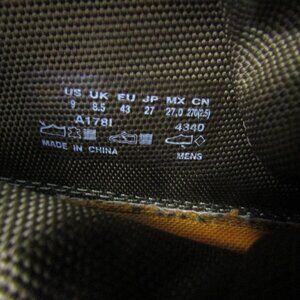 US UK EU JP MX CN
9 8.5 43 27 27.0 270(2.5)
A178I 4340
MADE IN CHINA MENS